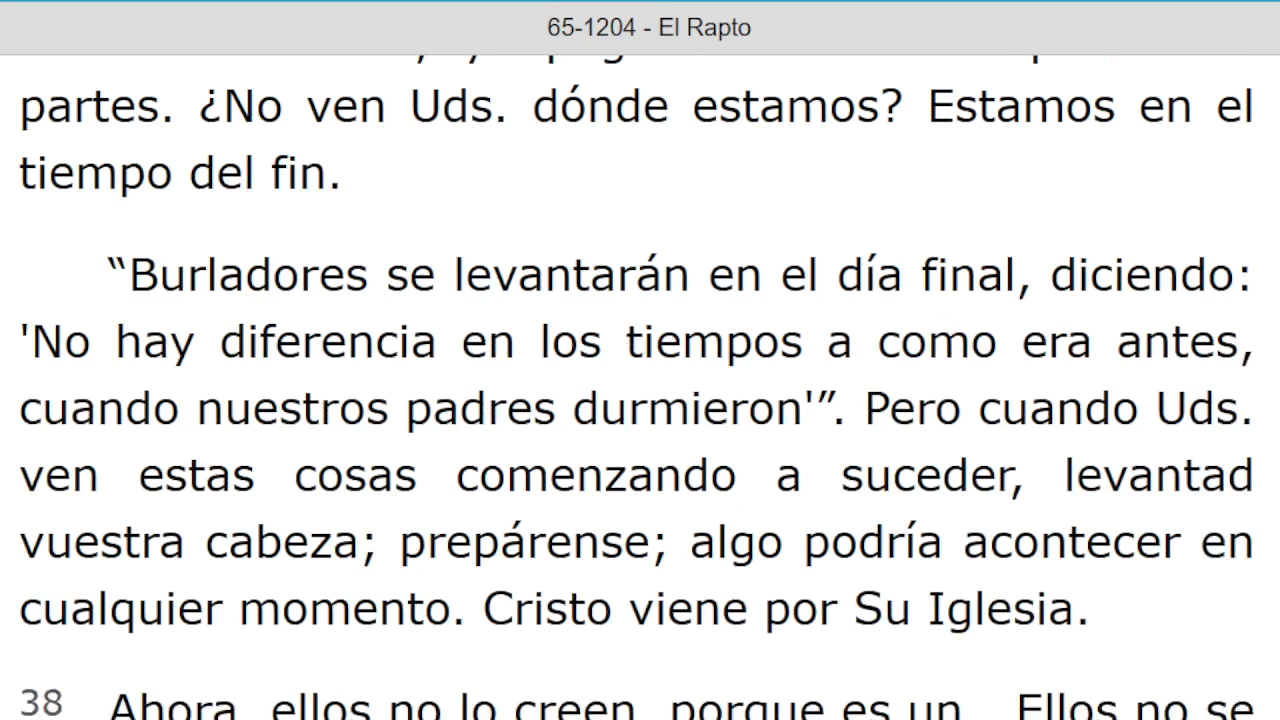 65-1204 - El Rapto
partes. ¿No ven Uds. dónde estamos? Estamos en el
tiempo del fin.
“Burladores se levantarán en el día final, diciendo:
'No hay diferencia en los tiempos a como era antes,
cuando nuestros padres durmieron'”. Pero cuando Uds.
ven estas cosas comenzando a suceder, levantad
vuestra cabeza; prepárense; algo podría acontecer en
cualquier momento. Cristo viene por Su Iglesia.
38 Ahora, ellos no lo creen, porque es un... Ellos no se